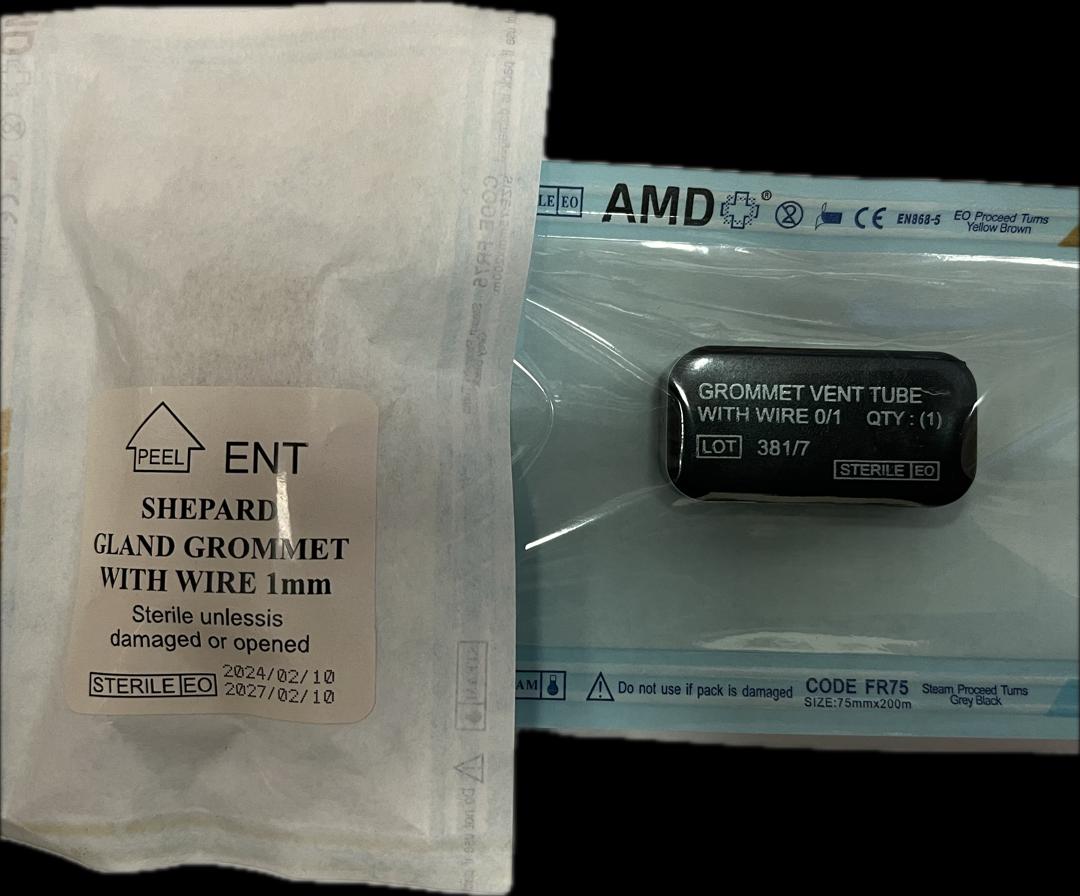 PEEL
ENT
SHEPARD
GLAND GROMMET
WITH WIRE 1mm
Sterile unlessis
damaged or opened
STERILE EO
2024/02/10
2027/02/10
LE EO
AMD
®
CE
EN868-5
EO Proceed Turns
Yellow Brown
GROMMET VENT TUBE
WITH WIRE 0/1 QTY : (1)
LOT 381/7
STERILE EO
AM
Do not use if pack is damaged
CODE FR75
SIZE:75mmx200m
Steam Proceed Turns
Grey Black